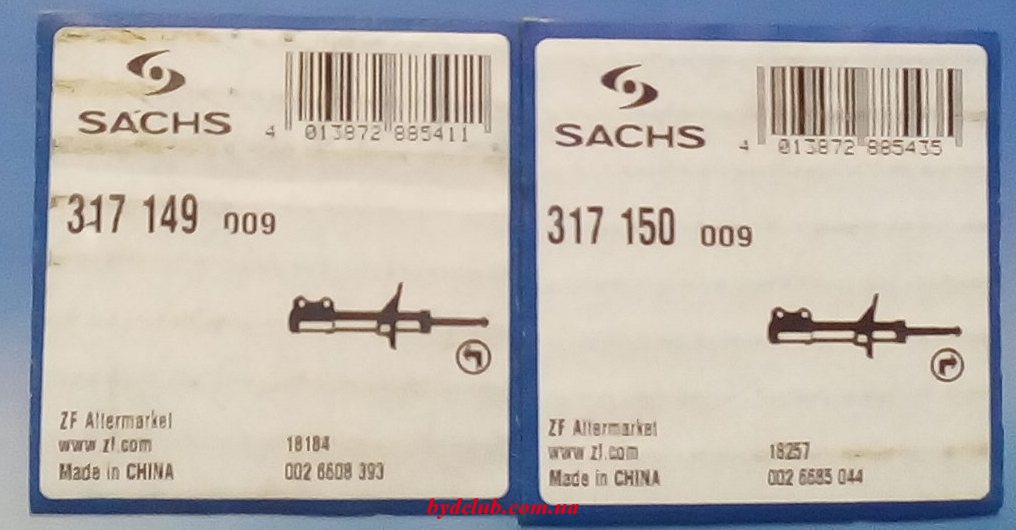 SACHS
4 013872 885411
317 149 009
ZF Aftermarket
www.zf.com
18184
Made in CHINA
002 6608 393
SACHS
4 013872 885435
317 150 009
ZF Aftermarket
www.zf.com
18257
Made in CHINA
002 6685 044
bydclub.com.ua